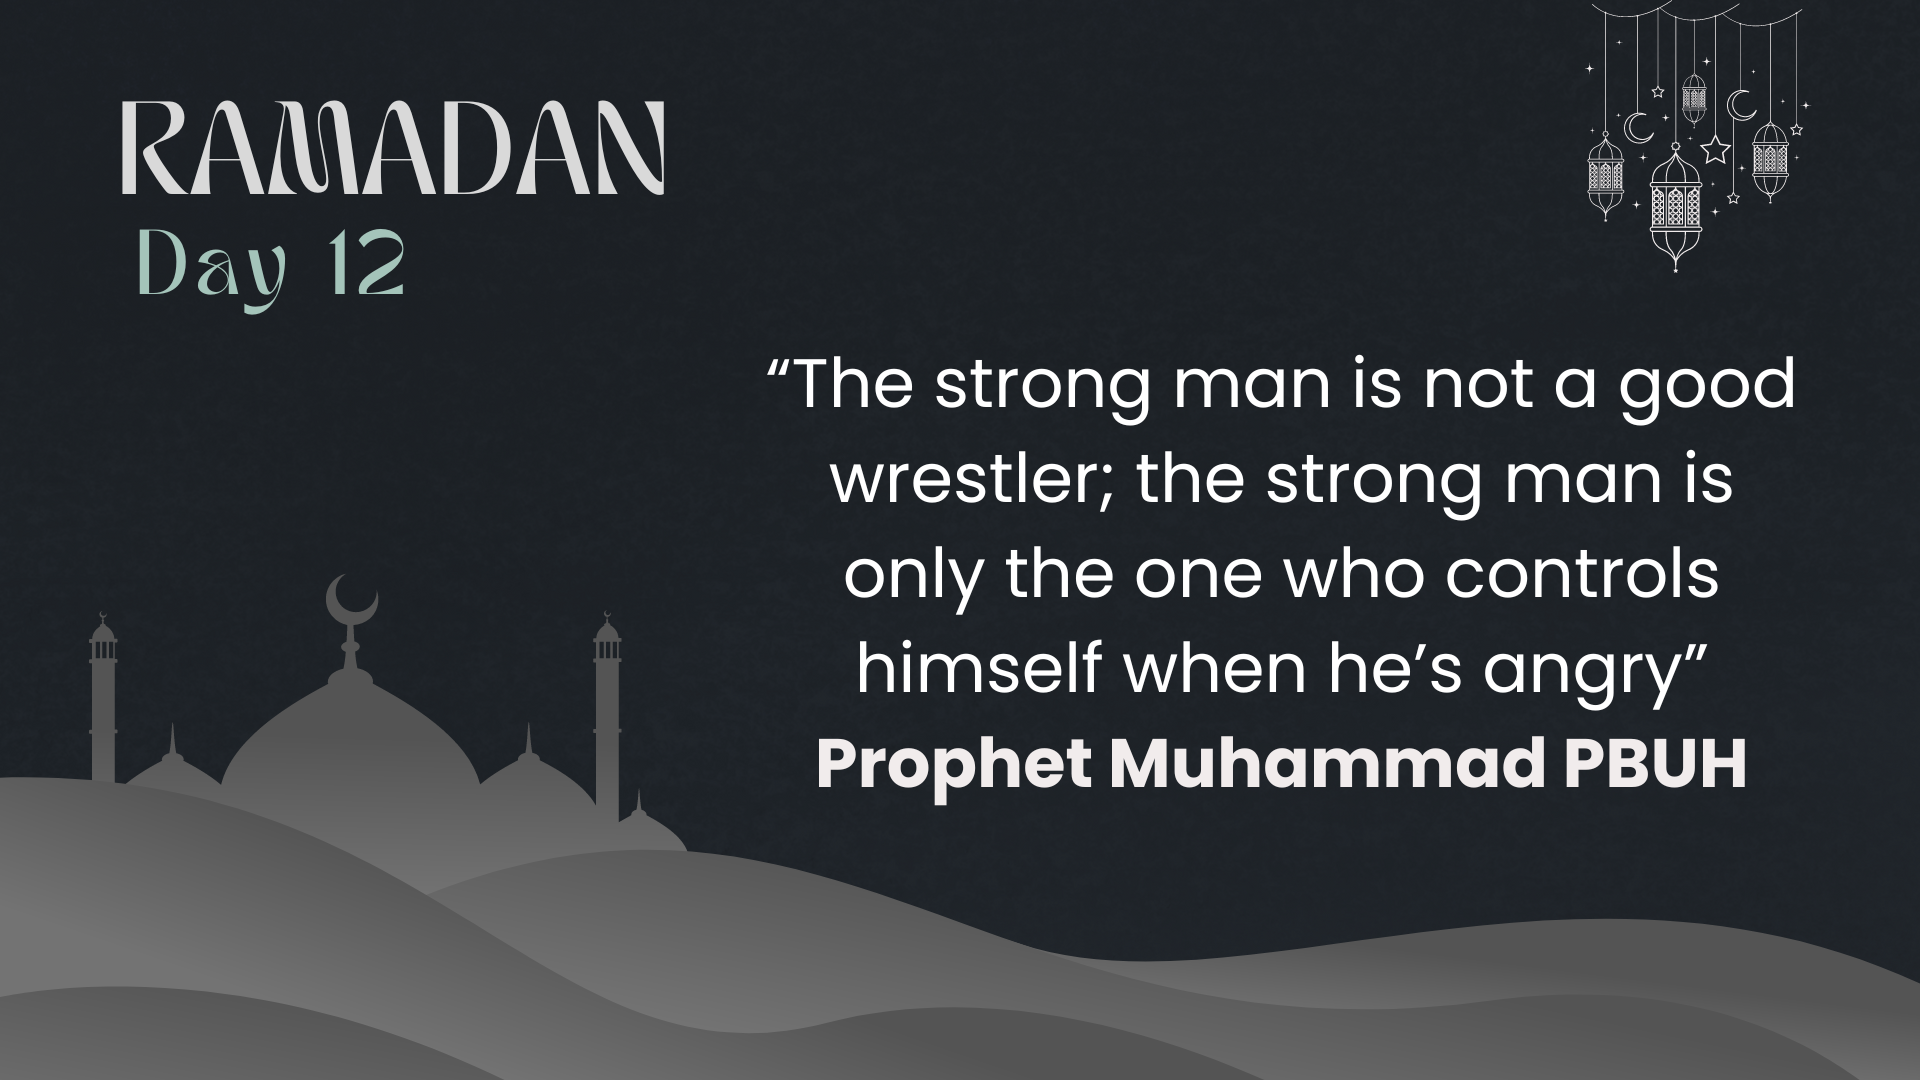 RAMADAN
Day 12
“The strong man is not a good
wrestler; the strong man is
only the one who controls
himself when he’s angry”
Prophet Muhammad PBUH